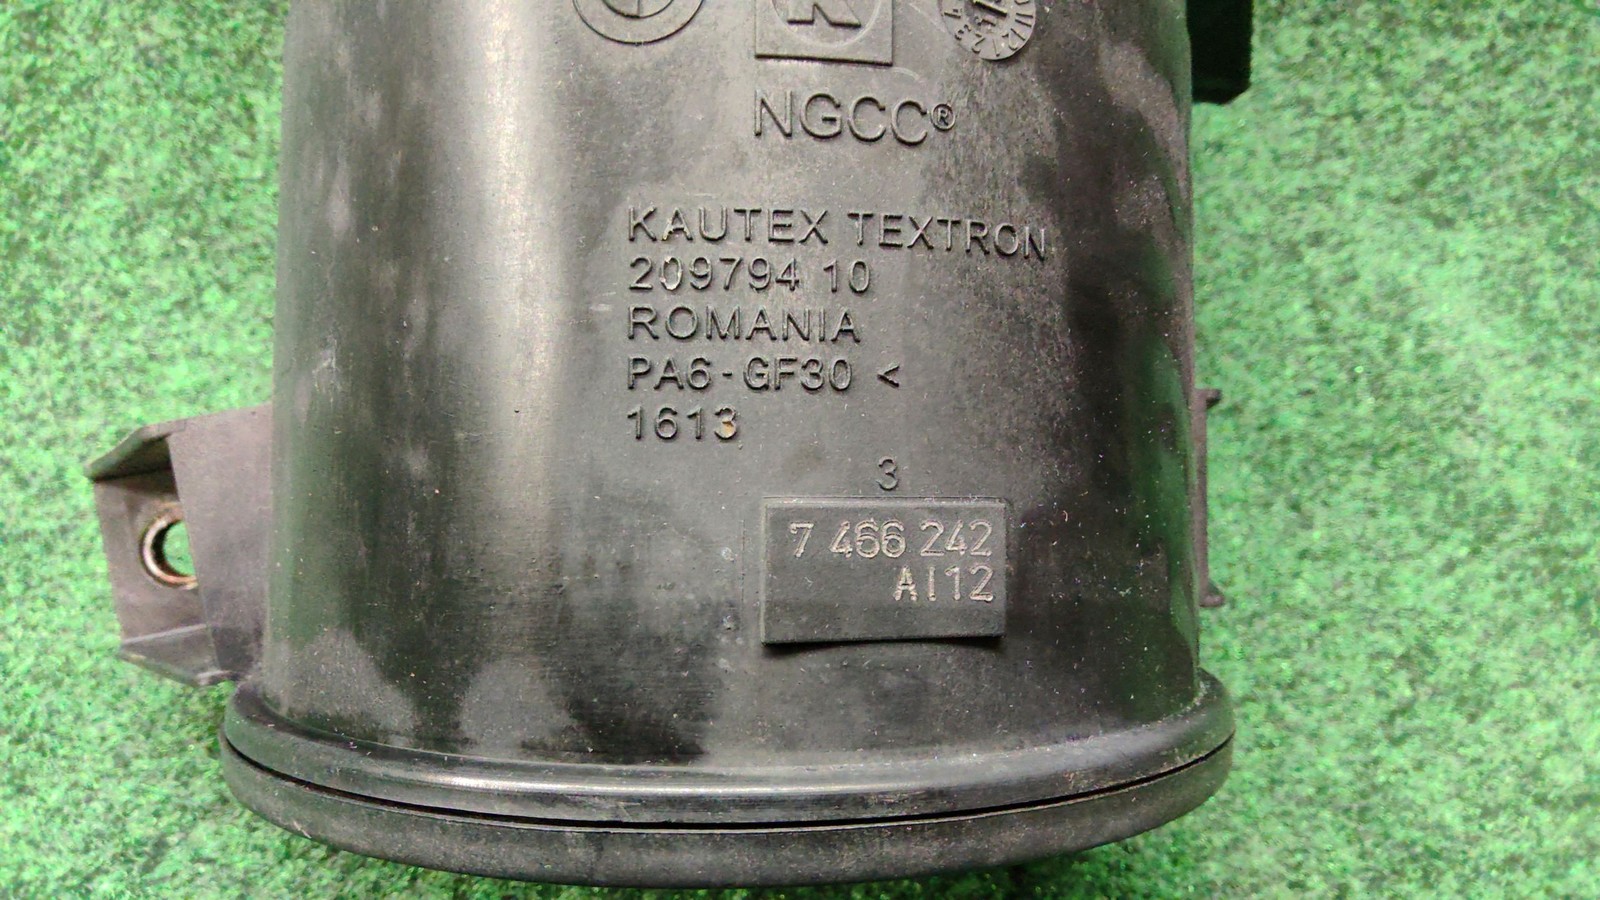 K
NGCC®
KAUTEX TEXTRON
209794 10
ROMANIA
PA6-GF30 <
1613
3
7 466 242
AI12